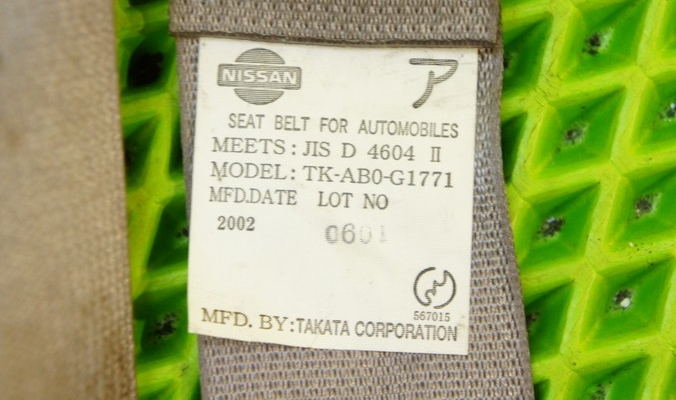 NISSAN ア
SEAT BELT FOR AUTOMOBILES
MEETS: JIS D 4604 II
MODEL: TK-AB0-G1771
MFD.DATE LOT NO
2002 0601
567015
MFD. BY: TAKATA CORPORATION